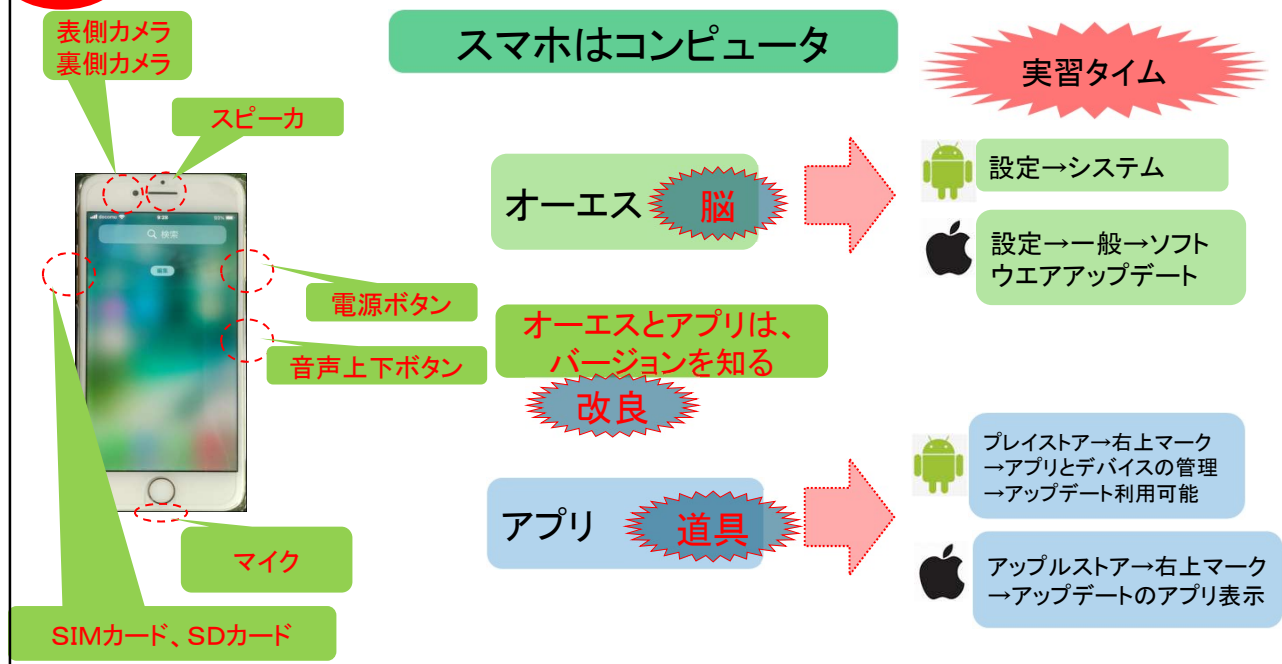 表側カメラ
裏側カメラ
スマホはコンピュータ
実習タイム
スピーカ
オーエス
脳
設定→システム
設定→一般→ソフト
ウエアアップデート
docomo
9:26
93%
検索
電源ボタン
音声上下ボタン
オーエスとアプリは、
バージョンを知る
改良
アプリ
道具
プレイストア→右上マーク
→アプリとデバイスの管理
→アップデート利用可能
アップルストア→右上マーク
→アップデートのアプリ表示
マイク
SIMカード、SDカード